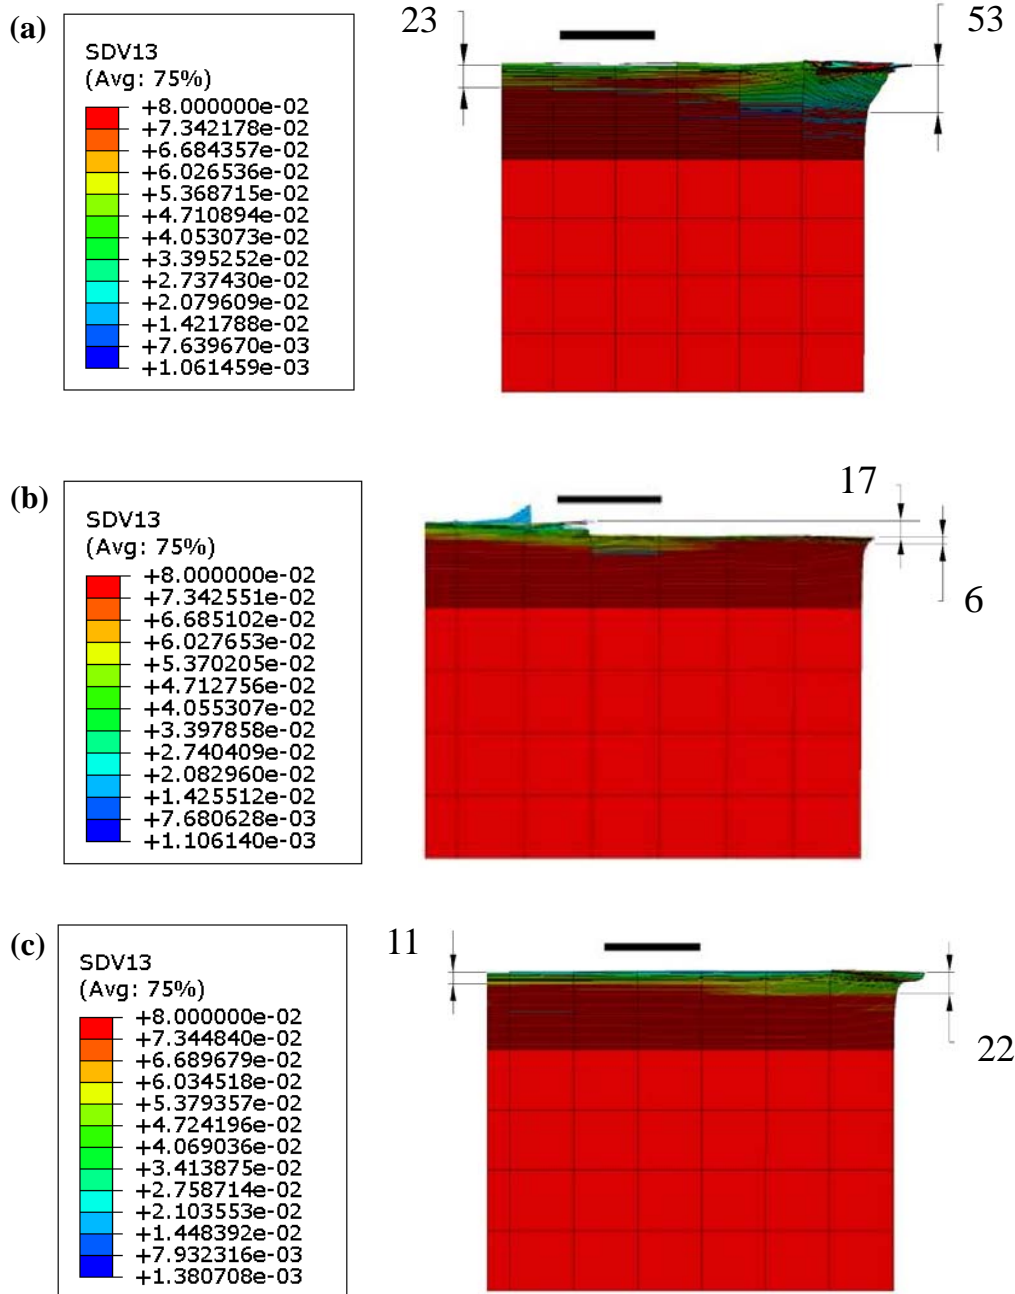 (a)
SDV13
(Avg: 75%)
+8.000000e-02
+7.342178e-02
+6.684357e-02
+6.026536e-02
+5.368715e-02
+4.710894e-02
+4.053073e-02
+3.395252e-02
+2.737430e-02
+2.079609e-02
+1.421788e-02
+7.639670e-03
+1.061459e-03
23
53
(b)
SDV13
(Avg: 75%)
+8.000000e-02
+7.342551e-02
+6.685102e-02
+6.027653e-02
+5.370205e-02
+4.712756e-02
+4.055307e-02
+3.397858e-02
+2.740409e-02
+2.082960e-02
+1.425512e-02
+7.680628e-03
+1.106140e-03
17
6
(c)
SDV13
(Avg: 75%)
+8.000000e-02
+7.344840e-02
+6.689679e-02
+6.034518e-02
+5.379357e-02
+4.724196e-02
+4.069036e-02
+3.413875e-02
+2.758714e-02
+2.103553e-02
+1.448392e-02
+7.932316e-03
+1.380708e-03
11
22